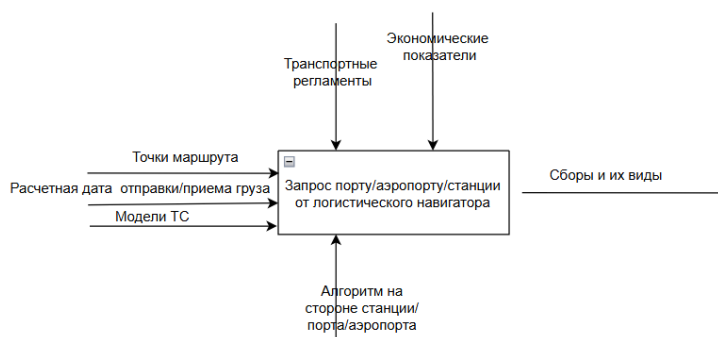 Экономические
показатели
Транспортные
регламенты
Точки маршрута
Расчетная дата отправки/приема груза
Модели ТС
Запрос порту/аэропорту/станции
от логистического навигатора
Сборы и их виды
Алгоритм на
стороне станции/
порта/аэропорта